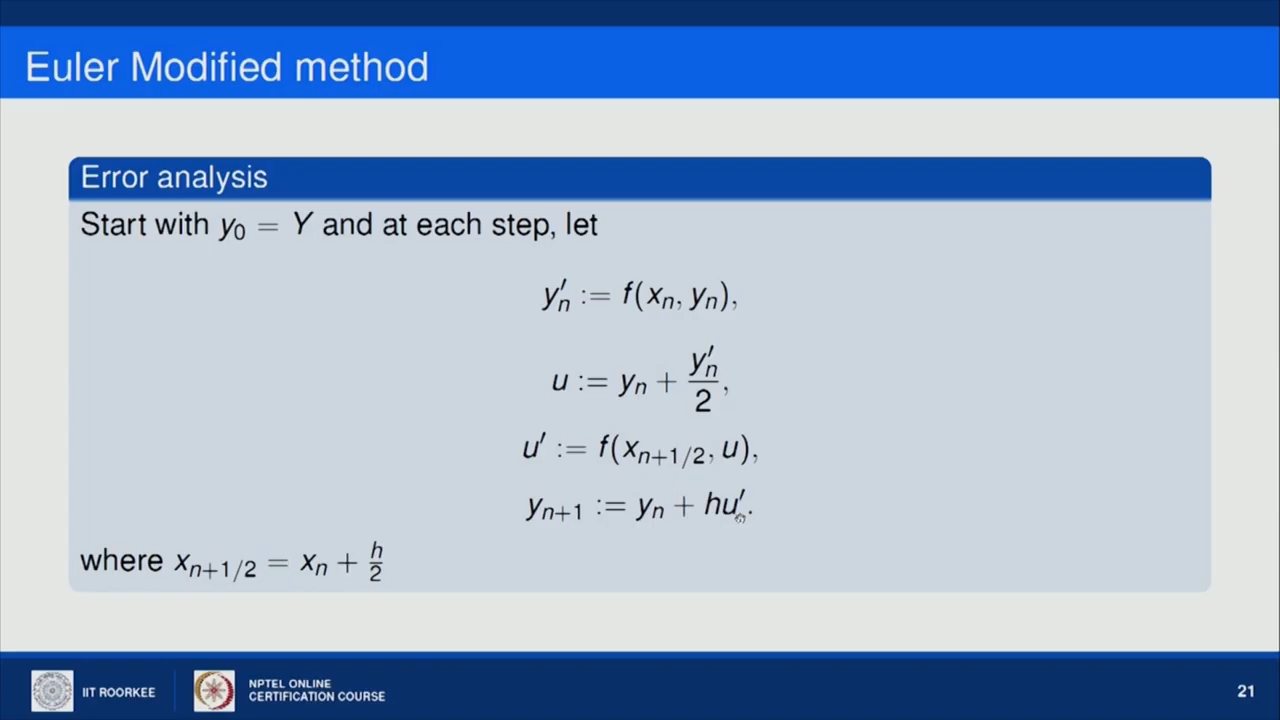 Euler Modified method
Error analysis
Start with y₀ = Y and at each step, let
y′ₙ := f(xₙ, yₙ),
u := yₙ + y′ₙ/2,
u′ := f(xₙ₊₁/₂, u),
yₙ₊₁ := yₙ + hu′.
where xₙ₊₁/₂ = xₙ + h/2
IIT ROORKEE
NPTEL ONLINE
CERTIFICATION COURSE
21